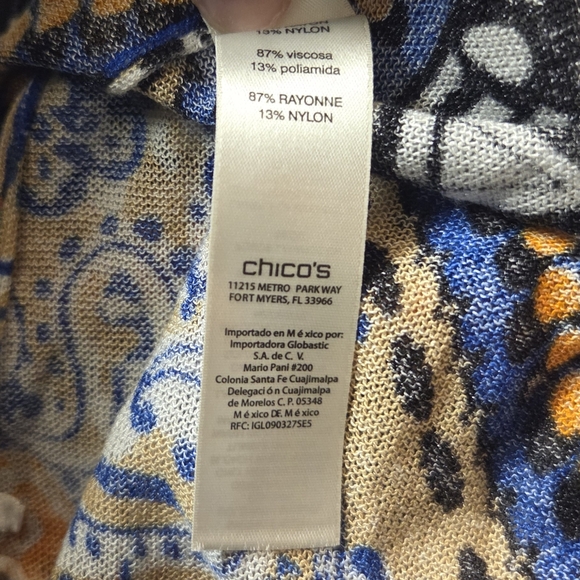 13% NYLON
87% viscosa
13% poliamida
87% RAYONNE
13% NYLON
chico's
11215 METRO PARKWAY
FORT MYERS, FL 33966
Importado en M é xico por:
Importadora Globastic
S.A. de C. V.
Mario Pani #200
Colonia Santa Fe Cuajimalpa
Delegaci ó n Cuajimalpa
de Morelos C. P. 05348
M é xico DF. M é xico
RFC: IGL090327SE5